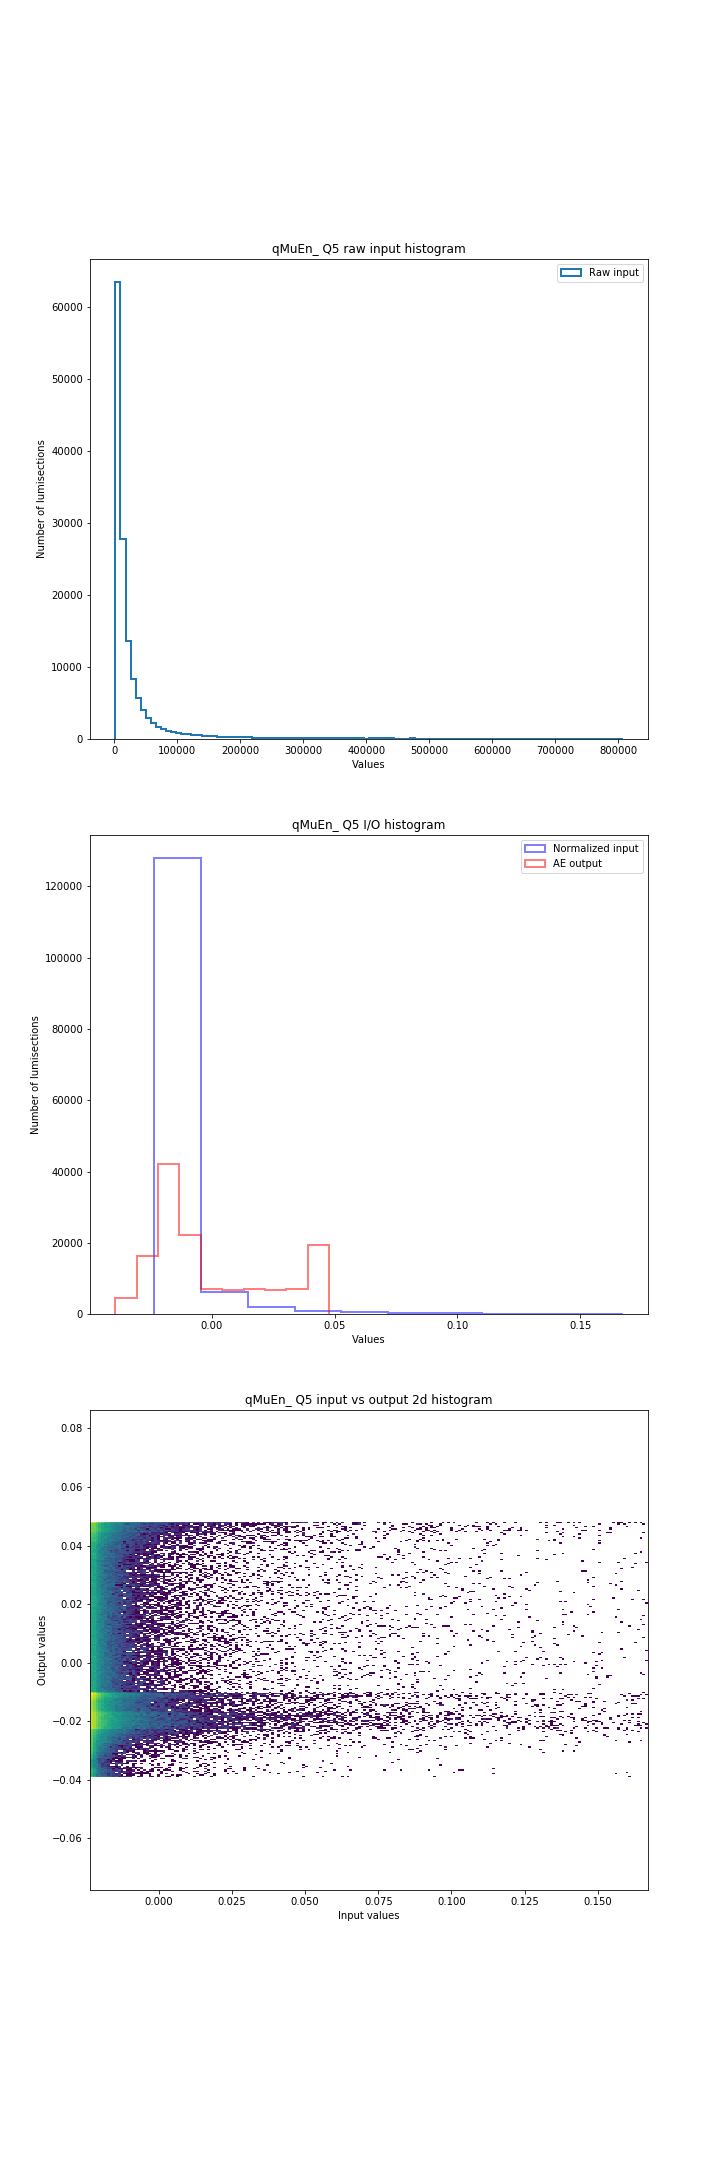 qMuEn_ Q5 raw input histogram
Raw input
60000
50000
40000
30000
20000
10000
0
Number of lumisections
0 100000 200000 300000 400000 500000 600000 700000 800000
Values
qMuEn_ Q5 I/O histogram
Normalized input
AE output
120000
100000
80000
60000
40000
20000
0
Number of lumisections
0.00 0.05 0.10 0.15
Values
qMuEn_ Q5 input vs output 2d histogram
0.08
0.06
0.04
0.02
0.00
−0.02
−0.04
−0.06
Output values
0.000 0.025 0.050 0.075 0.100 0.125 0.150
Input values